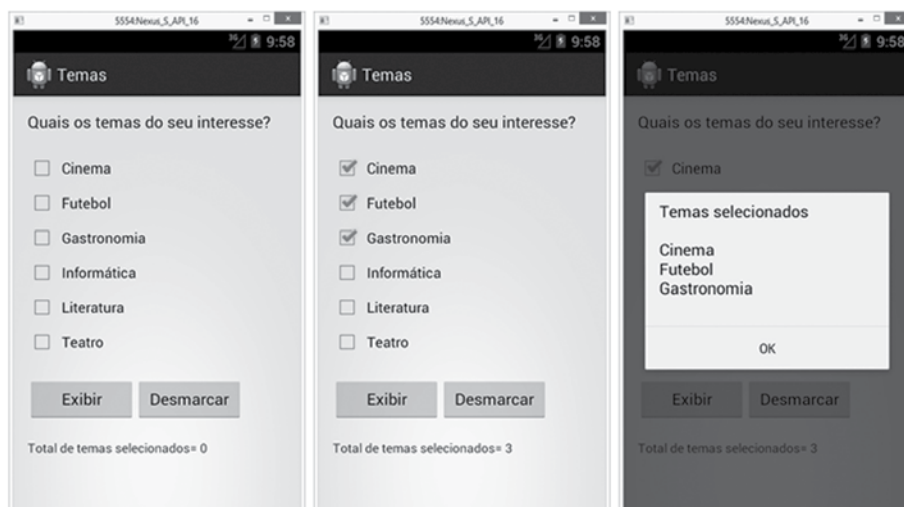 5554:Nexus_S_API_16
3G 9:58
Temas
Quais os temas do seu interesse?
Cinema
Futebol
Gastronomia
Informática
Literatura
Teatro
Exibir Desmarcar
Total de temas selecionados= 0
5554:Nexus_S_API_16
3G 9:58
Temas
Quais os temas do seu interesse?
Cinema
Futebol
Gastronomia
Informática
Literatura
Teatro
Exibir Desmarcar
Total de temas selecionados= 3
5554:Nexus_S_API_16
3G 9:58
Temas
Quais os temas do seu interesse?
Cinema
Temas selecionados
Cinema
Futebol
Gastronomia
OK
Exibir Desmarcar
Total de temas selecionados= 3